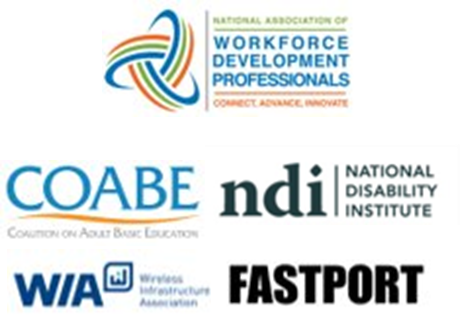 NATIONAL ASSOCIATION OF
WORKFORCE
DEVELOPMENT
PROFESSIONALS
CONNECT, ADVANCE, INNOVATE
COABE
COALITION ON ADULT BASIC EDUCATION
ndi
NATIONAL
DISABILITY
INSTITUTE
WIA
Wireless
Infrastructure
Association
FASTPORT